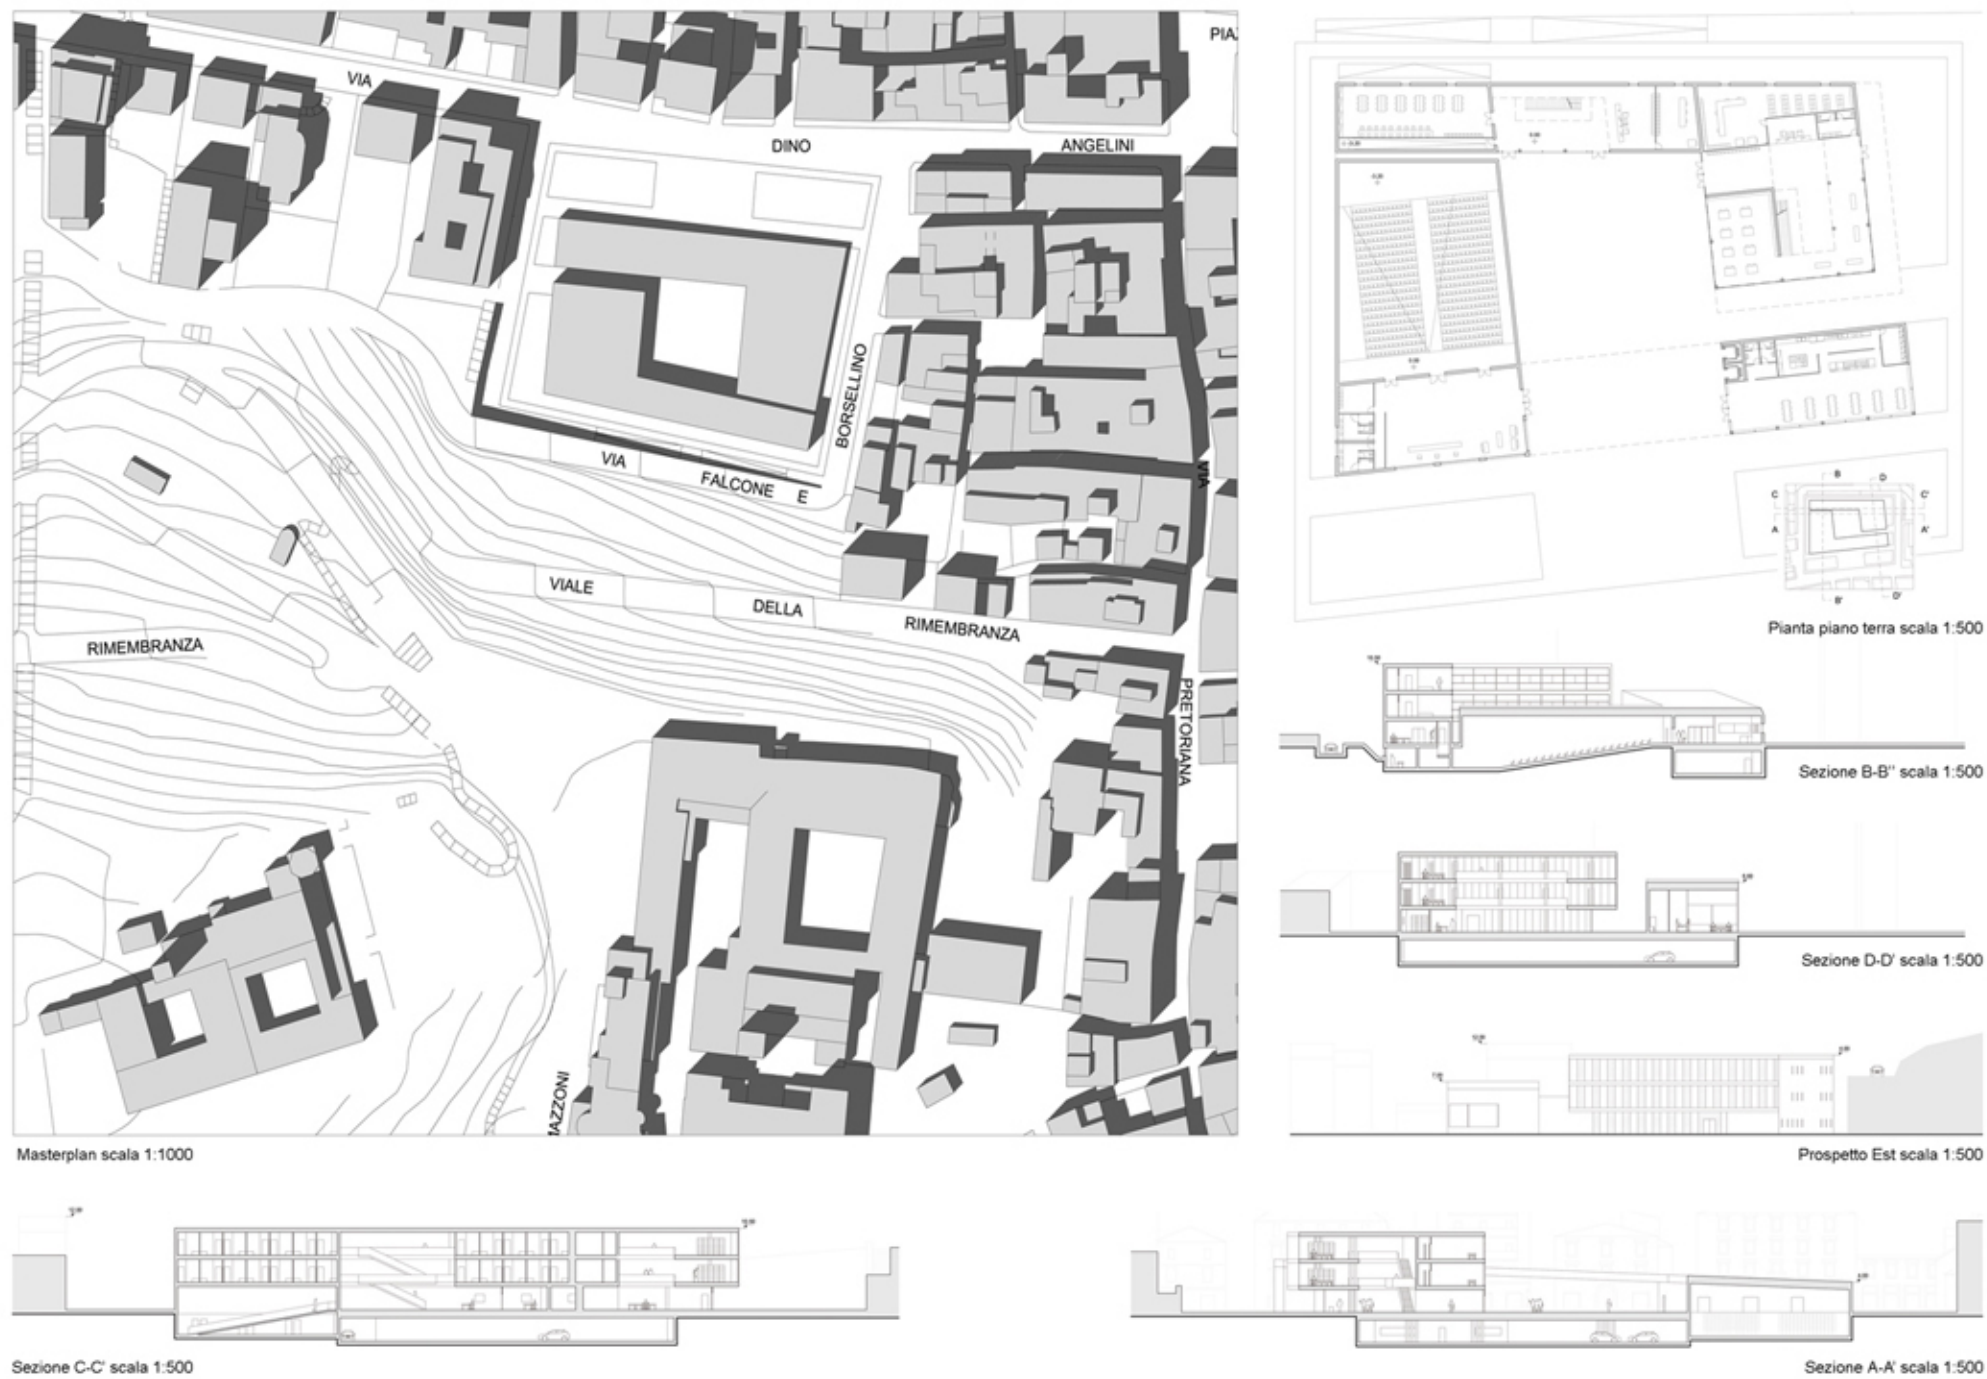 PIA
VIA
DINO
ANGELINI
BORSELLINO
VIA
FALCONE E
VIA
VIALE
DELLA
RIMEMBRANZA
RIMEMBRANZA
PRETORIANA
MAZZONI
Masterplan scala 1:1000
B
D
C
C'
A
A'
B'
D'
Pianta piano terra scala 1:500
Sezione B-B'' scala 1:500
Sezione D-D' scala 1:500
Prospetto Est scala 1:500
Sezione C-C' scala 1:500
Sezione A-A' scala 1:500